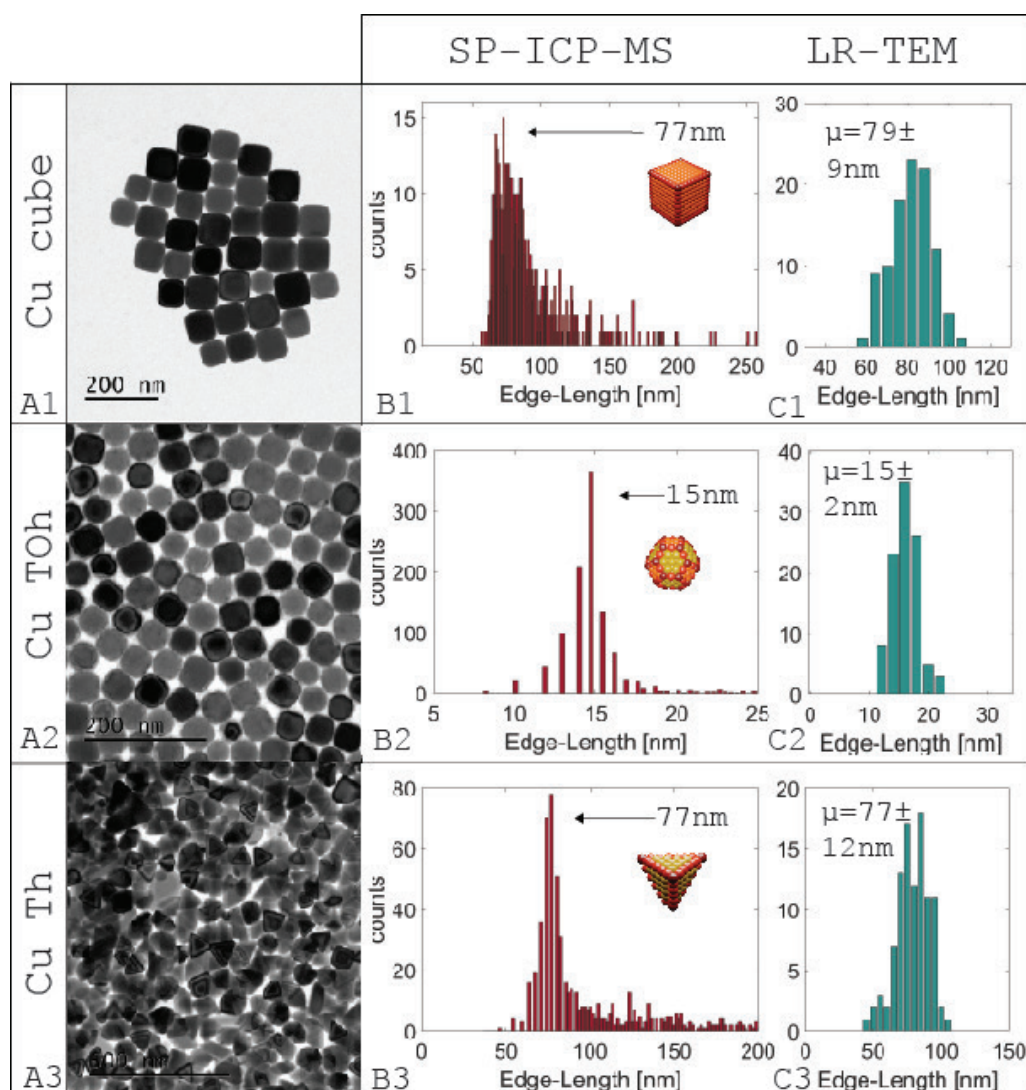 SP-ICP-MS
LR-TEM
Cu cube
200 nm
A1
15
10
5
0
counts
77nm
50
100
150
200
250
Edge-Length [nm]
B1
30
20
10
0
μ=79±
9nm
40
60
80
100
120
Edge-Length [nm]
C1
Cu TOh
200 nm
A2
400
300
200
100
0
counts
15nm
5
10
15
20
25
Edge-Length [nm]
B2
40
30
20
10
0
μ=15±
2nm
0
10
20
30
Edge-Length [nm]
C2
Cu Th
nm
A3
80
60
40
20
0
counts
77nm
0
50
100
150
200
Edge-Length [nm]
B3
20
15
10
5
0
μ=77±
12nm
0
50
100
150
Edge-Length [nm]
C3